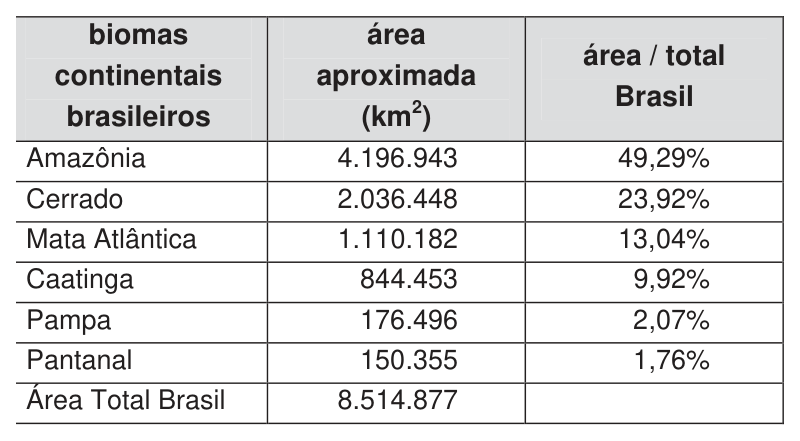 biomas continentais brasileiros | área aproximada (km²) | área / total Brasil
Amazônia | 4.196.943 | 49,29%
Cerrado | 2.036.448 | 23,92%
Mata Atlântica | 1.110.182 | 13,04%
Caatinga | 844.453 | 9,92%
Pampa | 176.496 | 2,07%
Pantanal | 150.355 | 1,76%
Área Total Brasil | 8.514.877